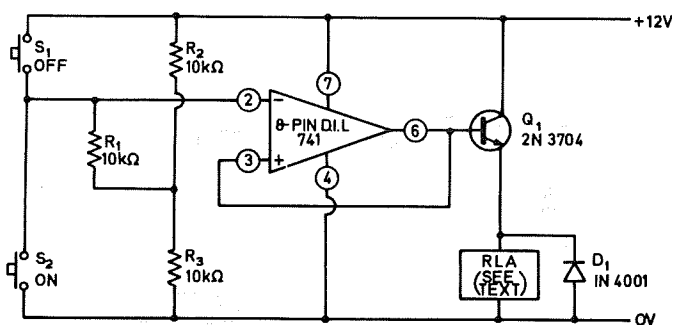 +12V
S1
OFF
R2
10kΩ
R1
10kΩ
2
−
7
8-PIN D.I.L
741
6
3
+
4
Q1
2N 3704
S2
ON
R3
10kΩ
RLA
(SEE
TEXT)
D1
IN 4001
0V